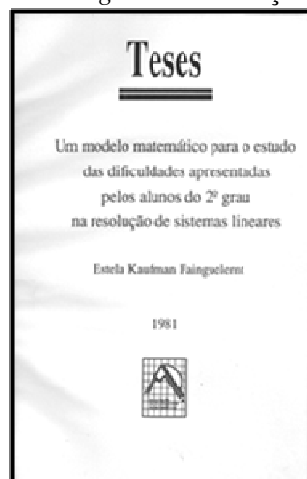 Teses
Um modelo matemático para o estudo
das dificuldades apresentadas
pelos alunos do 2º grau
na resolução de sistemas lineares
Estela Kaufman Fainguelernt
1981